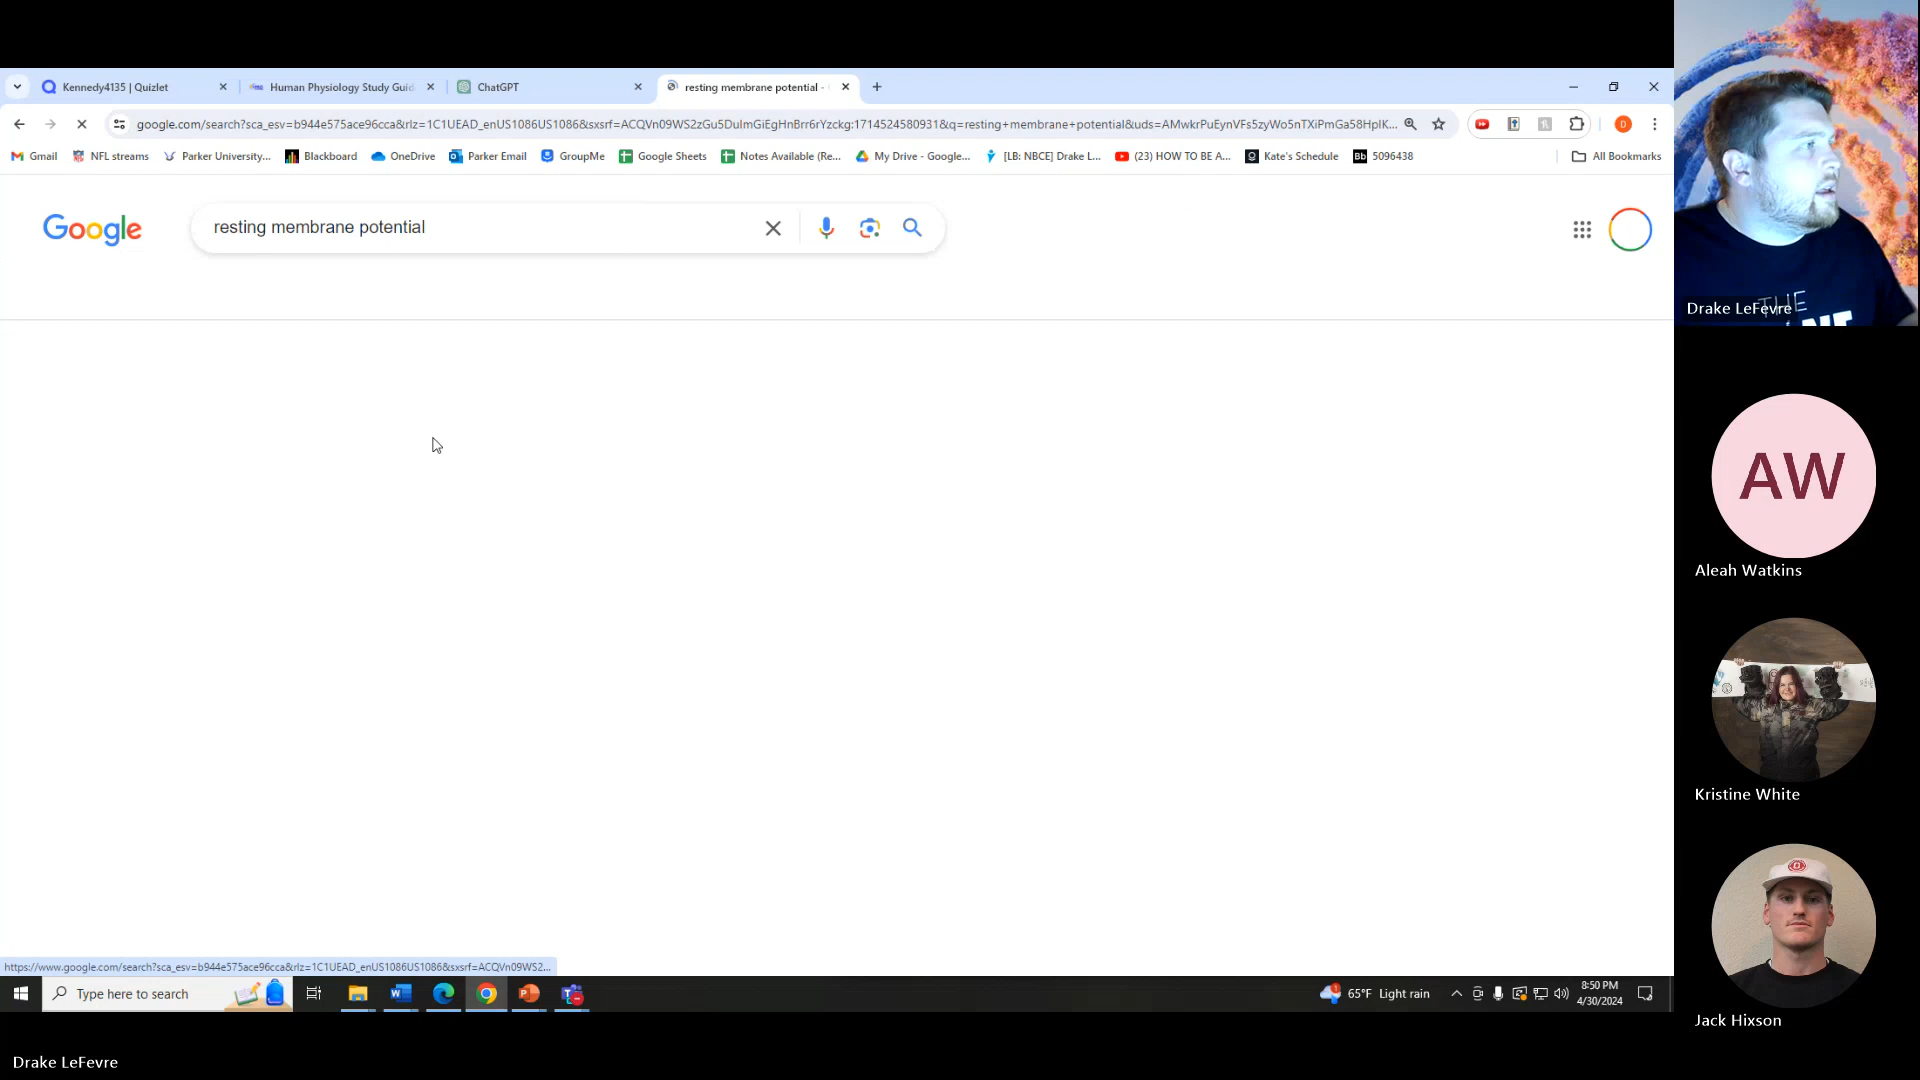 Kennedy4135 | Quizlet
Human Physiology Study Guid
ChatGPT
resting membrane potential -
google.com/search?sca_esv=b944e575ace96cca&rlz=1C1UEAD_enUS1086US1086&sxsrf=ACQVn09WS2zGu5DulmGiEgHnBrr6rYzckg:1714524580931&q=resting+membrane+potential&uds=AMwkrPuEynVFs5zyWo5nTXiPmGa58HplK...
Gmail
NFL streams
Parker University...
Blackboard
OneDrive
Parker Email
GroupMe
Google Sheets
Notes Available (Re...
My Drive - Google...
[LB: NBCE] Drake L...
(23) HOW TO BE A...
Kate's Schedule
Bb 5096438
All Bookmarks
D
Google
resting membrane potential
THE
Drake LeFevre
AW
Aleah Watkins
Kristine White
Jack Hixson
https://www.google.com/search?sca_esv=b944e575ace96cca&rlz=1C1UEAD_enUS1086US1086&sxsrf=ACQVn09WS2...
Type here to search
65°F Light rain
8:50 PM
4/30/2024
Drake LeFevre